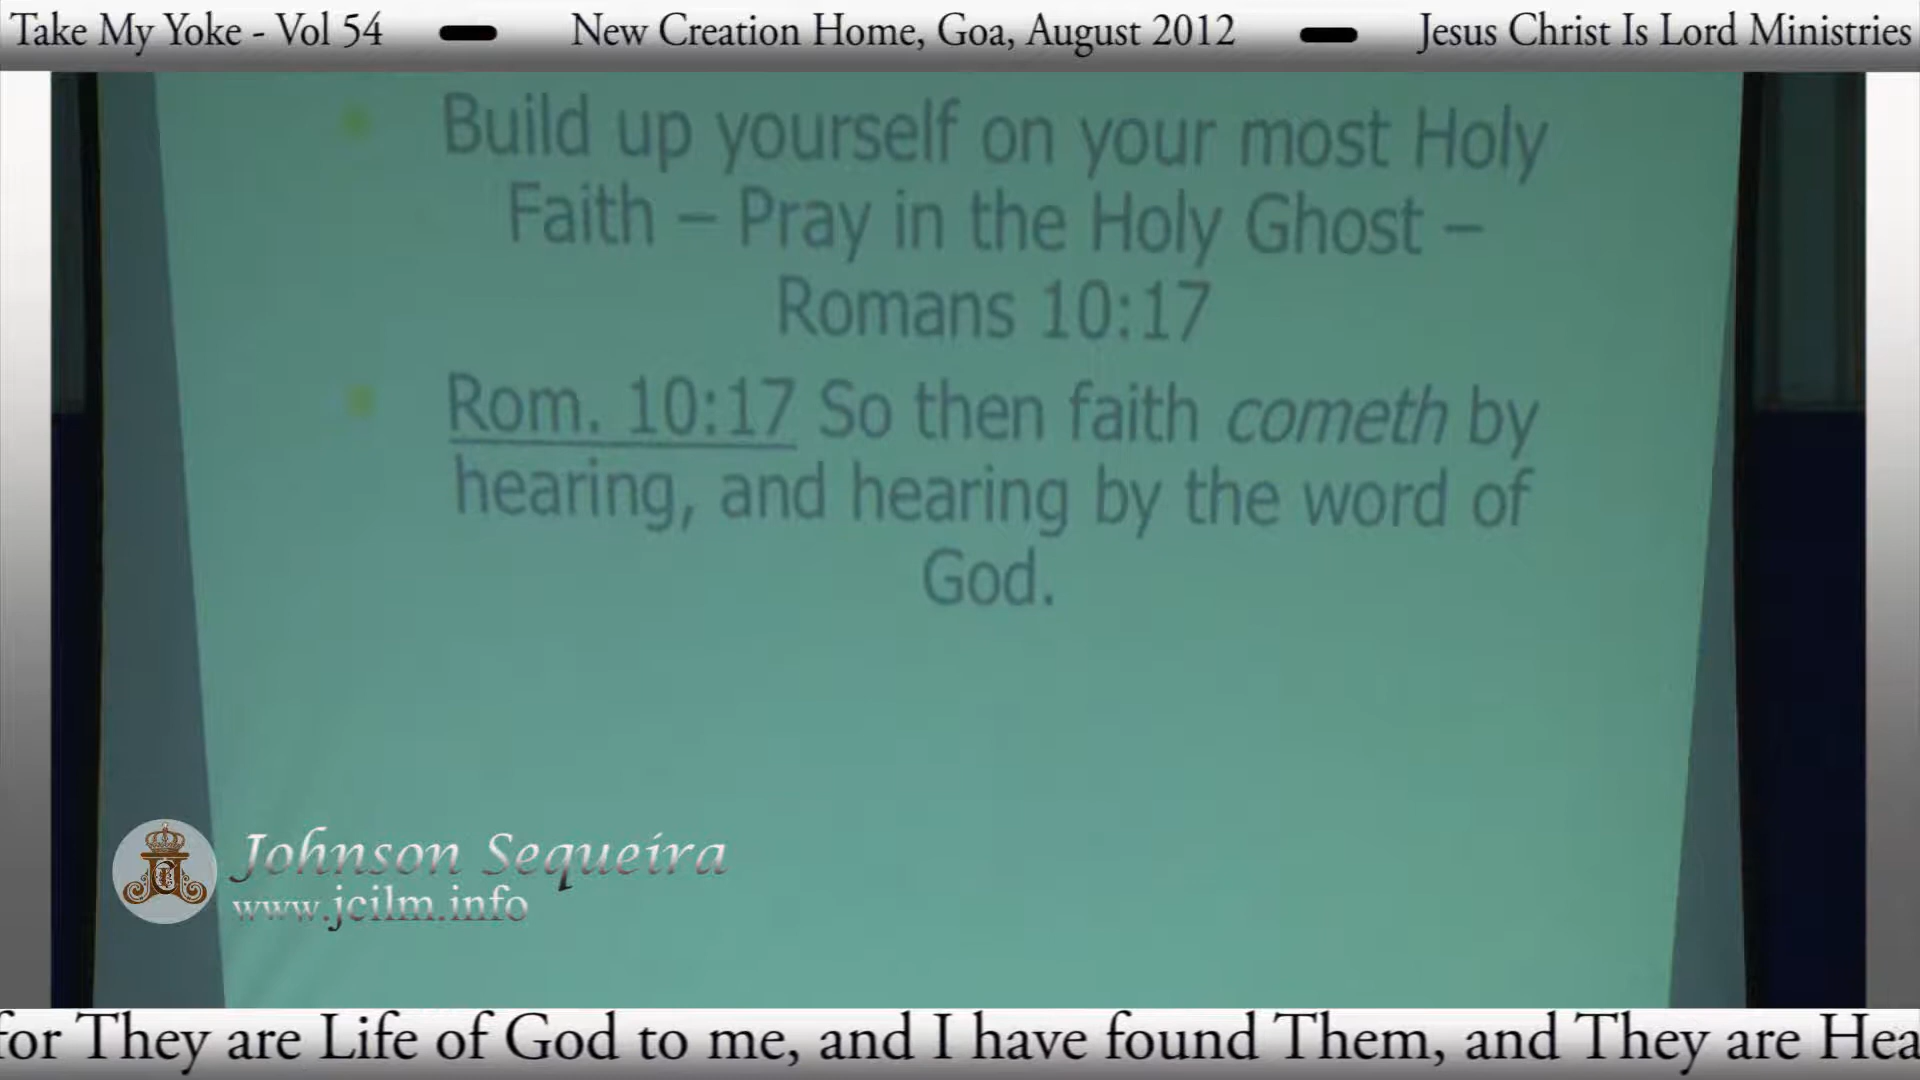 Take My Yoke - Vol 54 New Creation Home, Goa, August 2012 Jesus Christ Is Lord Ministries
Build up yourself on your most Holy
Faith – Pray in the Holy Ghost –
Romans 10:17
Rom. 10:17 So then faith cometh by
hearing, and hearing by the word of
God.
Johnson Sequeira
www.jcilm.info
for They are Life of God to me, and I have found Them, and They are Hea